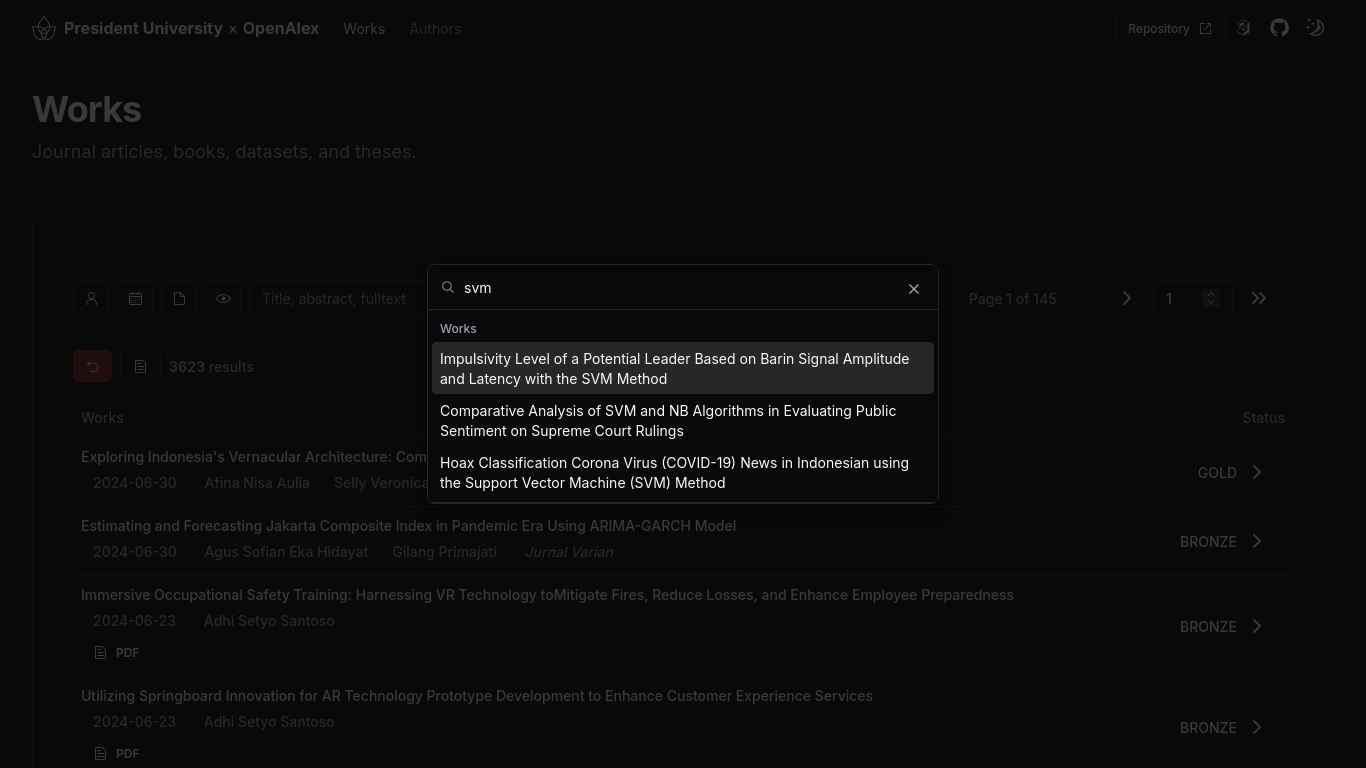 President University × OpenAlex
Works
Authors
Repository
Works
Journal articles, books, datasets, and theses.
svm
Works
Impulsivity Level of a Potential Leader Based on Barin Signal Amplitude
and Latency with the SVM Method
Comparative Analysis of SVM and NB Algorithms in Evaluating Public
Sentiment on Supreme Court Rulings
Hoax Classification Corona Virus (COVID-19) News in Indonesian using
the Support Vector Machine (SVM) Method
Title, abstract, fulltext
Page 1 of 145
1
3623 results
Works
Status
Exploring Indonesia's Vernacular Architecture: Com
2024-06-30 Afina Nisa Aulia Selly Veronica
GOLD
Estimating and Forecasting Jakarta Composite Index in Pandemic Era Using ARIMA-GARCH Model
2024-06-30 Agus Sofian Eka Hidayat Gilang Primajati Jurnal Varian
BRONZE
Immersive Occupational Safety Training: Harnessing VR Technology toMitigate Fires, Reduce Losses, and Enhance Employee Preparedness
2024-06-23 Adhi Setyo Santoso
BRONZE
PDF
Utilizing Springboard Innovation for AR Technology Prototype Development to Enhance Customer Experience Services
2024-06-23 Adhi Setyo Santoso
BRONZE
PDF